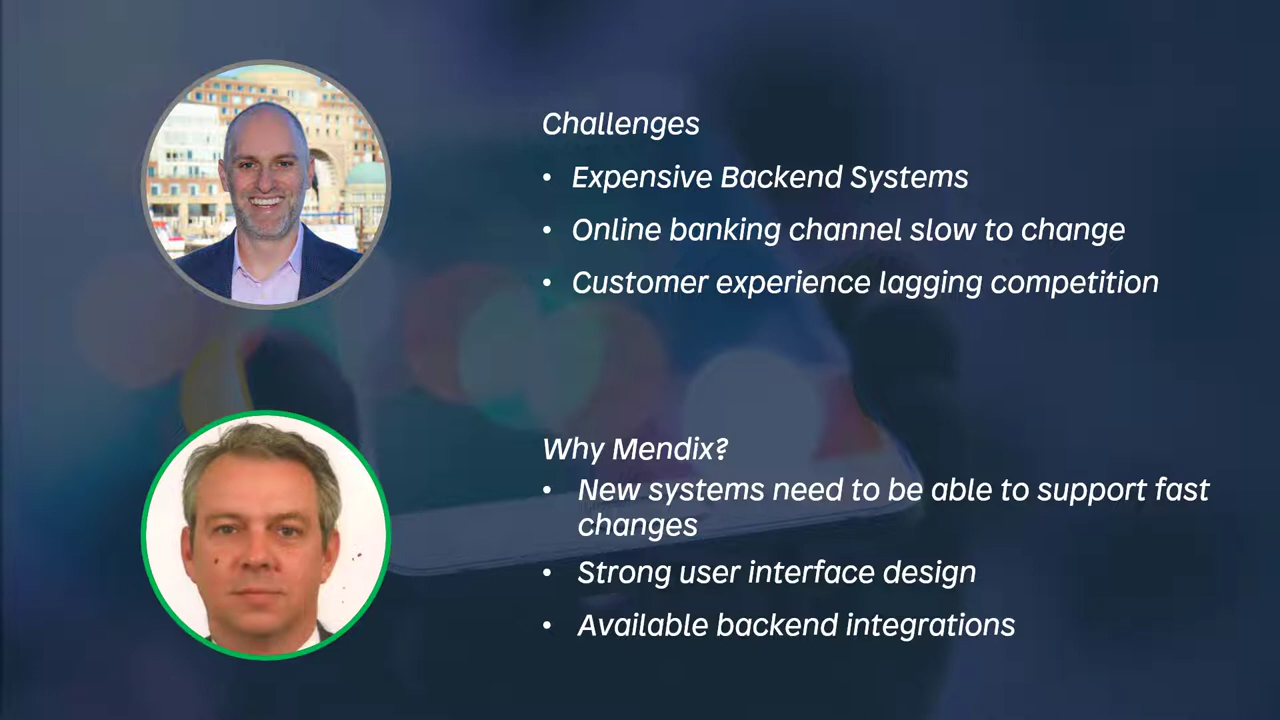 Challenges
• Expensive Backend Systems
• Online banking channel slow to change
• Customer experience lagging competition
Why Mendix?
• New systems need to be able to support fast
changes
• Strong user interface design
• Available backend integrations